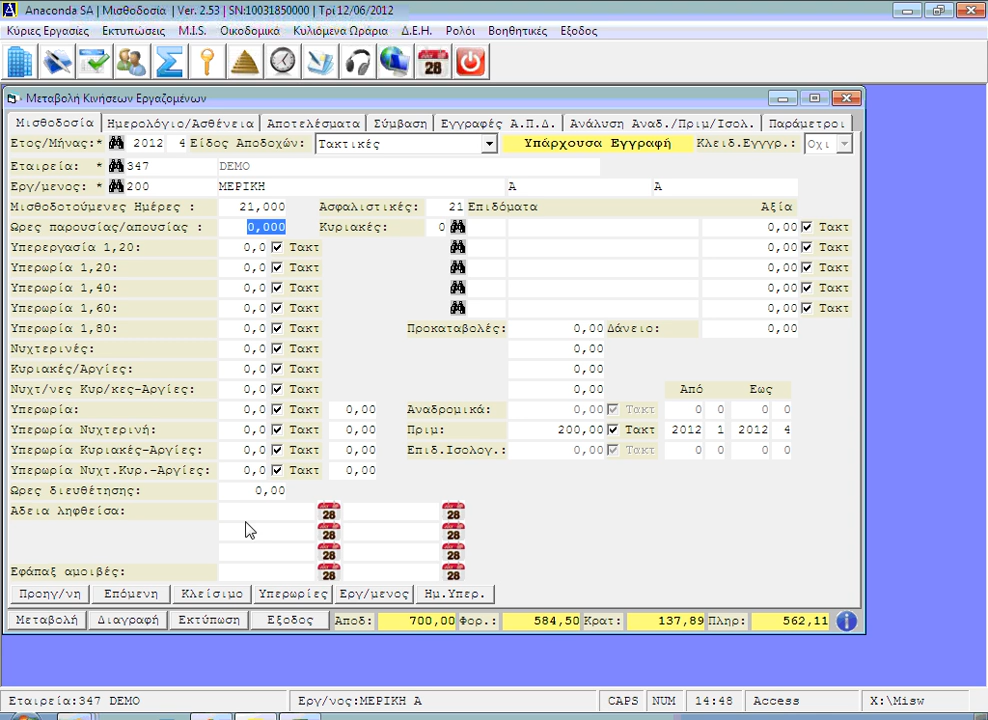 Anaconda SA | Μισθοδοσία | Ver. 2.53 | SN:10031850000 | Τρί 12/06/2012
Κύριες Εργασίες Εκτυπώσεις M.I.S. Οικοδομικά Κυλιόμενα Ωράρια Δ.Ε.Η. Ρολόι Βοηθητικές Εξοδος
28
Μεταβολή Κινήσεων Εργαζομένων
Μισθοδοσία Ημερολόγιο/Ασθένεια Αποτελέσματα Σύμβαση Εγγραφές Α.Π.Δ. Ανάλυση Αναδ./Πριμ/Ισολ. Παράμετροι
Ετος/Μήνας: * 2012 4 Είδος Αποδοχών: Τακτικές Υπάρχουσα Εγγραφή Κλειδ.Εγγγρ.: Οχι
Εταιρεία: * 347 DEMO
Εργ/μενος: * 200 ΜΕΡΙΚΗ Α Α
Μισθοδοτούμενες Ημέρες : 21,000 Ασφαλιστικές: 21 Επιδόματα Αξία
Ωρες παρουσίας/απουσίας : 0,000 Κυριακές: 0 0,00 Τακτ
Υπερεργασία 1,20: 0,0 Τακτ 0,00 Τακτ
Υπερωρία 1,20: 0,0 Τακτ 0,00 Τακτ
Υπερωρία 1,40: 0,0 Τακτ 0,00 Τακτ
Υπερωρία 1,60: 0,0 Τακτ 0,00 Τακτ
Υπερωρία 1,80: 0,0 Τακτ Προκαταβολές: 0,00 Δάνειο: 0,00
Νυχτερινές: 0,0 Τακτ 0,00
Κυριακές/Αργίες: 0,0 Τακτ 0,00
Νυχτ/νες Κυρ/κες-Αργίες: 0,0 Τακτ 0,00 Από Εως
Υπερωρία: 0,0 Τακτ 0,00 Αναδρομικά: 0,00 Τακτ 0 0 0 0
Υπερωρία Νυχτερινή: 0,0 Τακτ 0,00 Πριμ: 200,00 Τακτ 2012 1 2012 4
Υπερωρία Κυριακές-Αργίες: 0,0 Τακτ 0,00 Επιδ.Ισολογ.: 0,00 Τακτ 0 0 0 0
Υπερωρία Νυχτ.Κυρ.-Αργίες: 0,0 Τακτ 0,00
Ωρες διευθέτησης: 0,00
Αδεια ληφθείσα: 28 28
28 28
28 28
Εφάπαξ αμοιβές: 28 28
Προηγ/νη Επόμενη Κλείσιμο Υπερωρίες Εργ/μενος Ημ.Υπερ.
Μεταβολή Διαγραφή Εκτύπωση Εξοδος Αποδ: 700,00 Φορ.: 584,50 Κρατ: 137,89 Πληρ: 562,11
Εταιρεία:347 DEMO Εργ/νος:ΜΕΡΙΚΗ Α CAPS NUM 14:48 Access X:\Misw